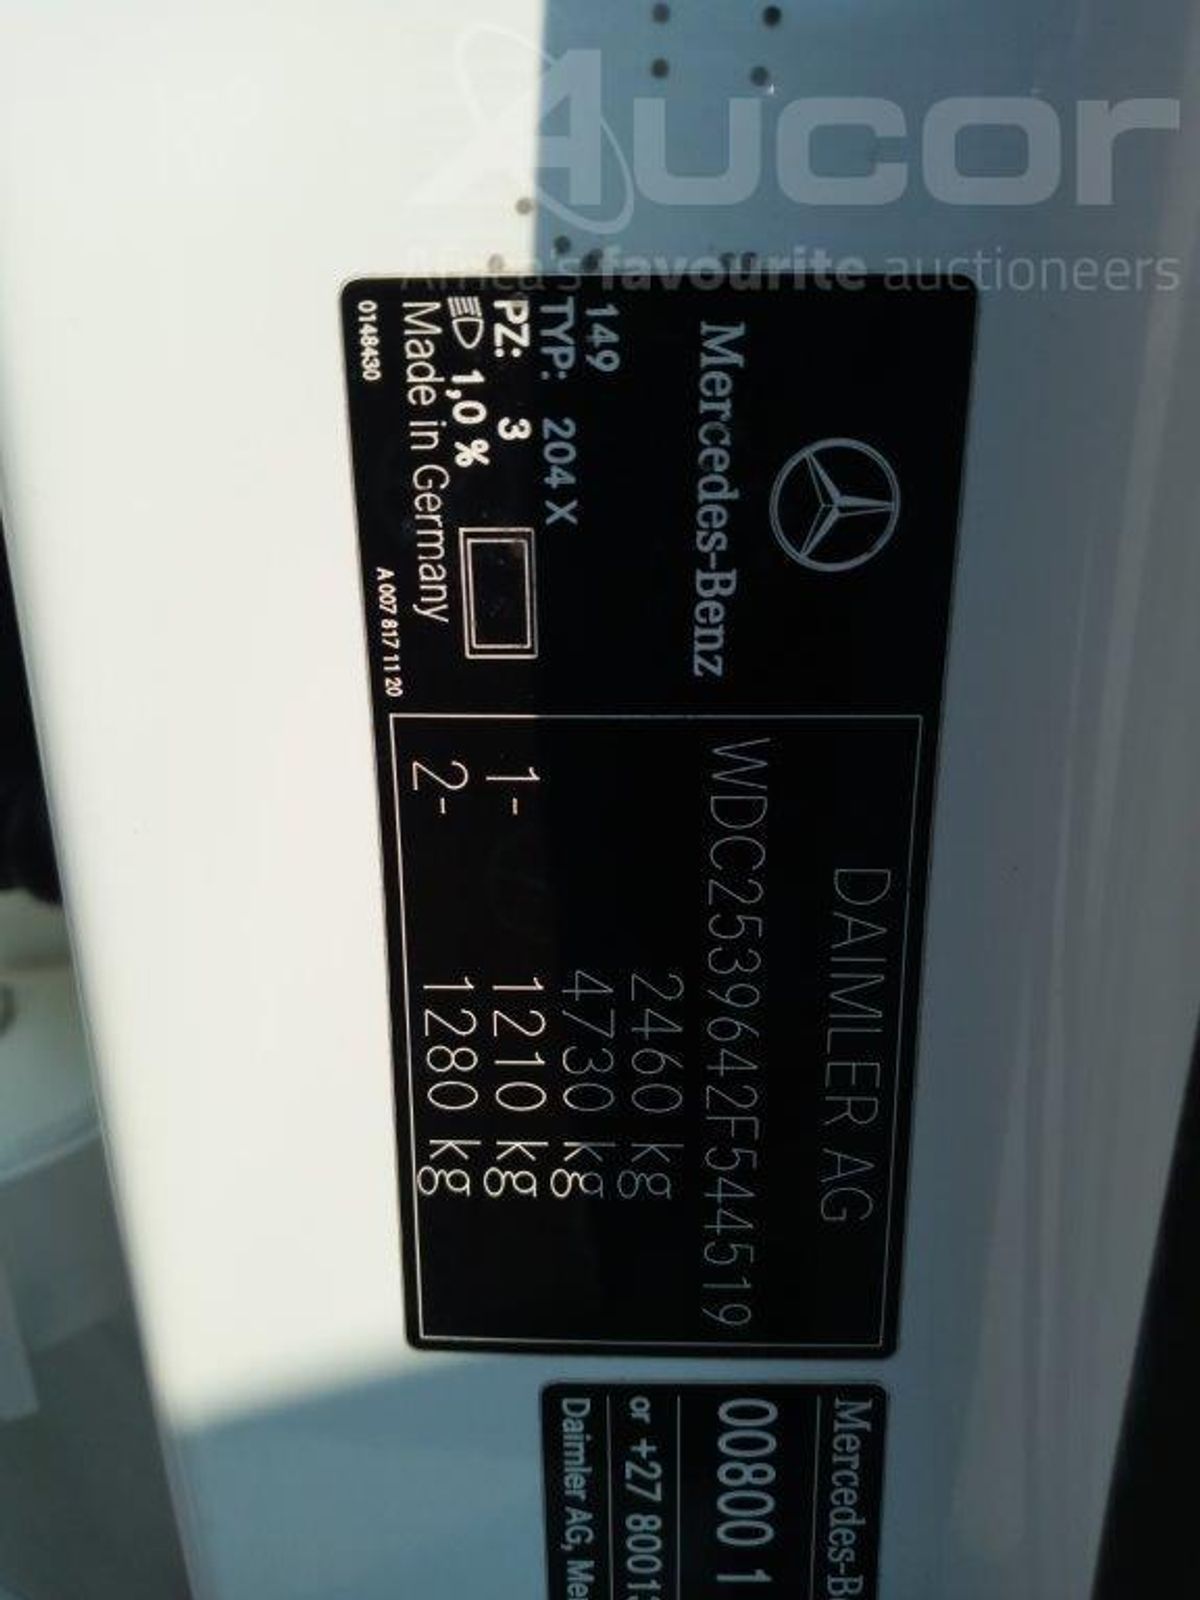 Aucor
Africa's favourite auctioneers
Mercedes-Benz
149
TYP: 204 X
PZ: 3
1,0 %
Made in Germany
0148430
A 007 817 11 20
DAIMLER AG
WDC2539642F544519
2460 kg
4730 kg
1- 1210 kg
2- 1280 kg
Mercedes-B
00800 1
or +27 8001
Daimler AG, Me